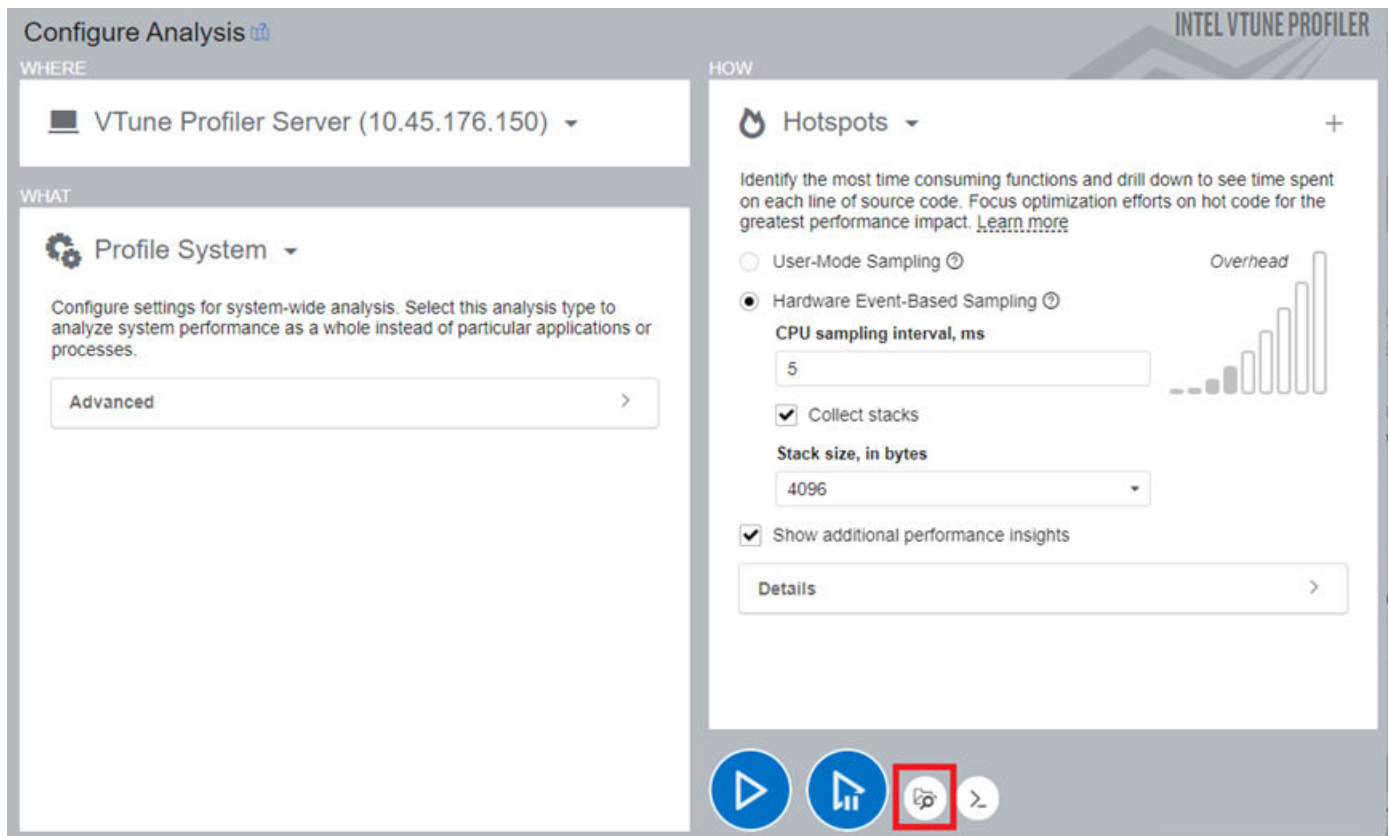 Configure Analysis
INTEL VTUNE PROFILER
WHERE
VTune Profiler Server (10.45.176.150)
WHAT
Profile System
Configure settings for system-wide analysis. Select this analysis type to
analyze system performance as a whole instead of particular applications or
processes.
Advanced
HOW
Hotspots
Identify the most time consuming functions and drill down to see time spent
on each line of source code. Focus optimization efforts on hot code for the
greatest performance impact. Learn more
User-Mode Sampling
Overhead
Hardware Event-Based Sampling
CPU sampling interval, ms
5
Collect stacks
Stack size, in bytes
4096
Show additional performance insights
Details